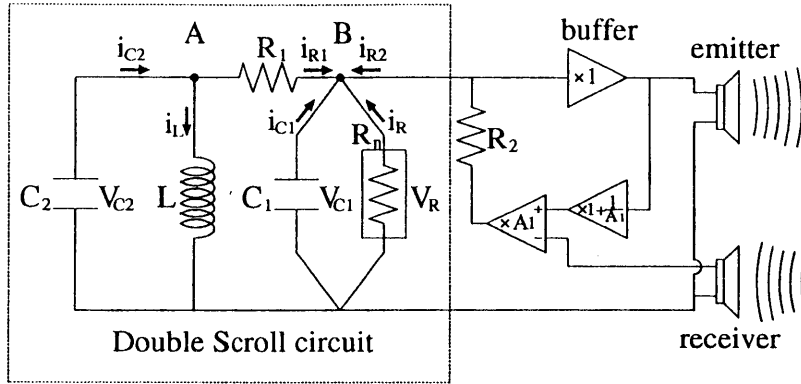 A
B
buffer
emitter
i_C2
R_1
i_R1
i_R2
×1
i_L
i_C1
i_R
R_n
R_2
C_2
V_C2
L
C_1
V_C1
V_R
×A1
+
−
×1+1/A1
Double Scroll circuit
receiver